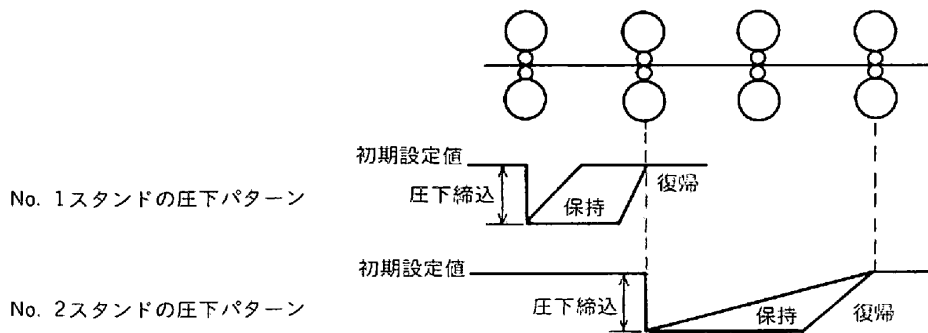 初期設定値
圧下締込
保持
復帰
No. 1スタンドの圧下パターン
初期設定値
圧下締込
保持
復帰
No. 2スタンドの圧下パターン